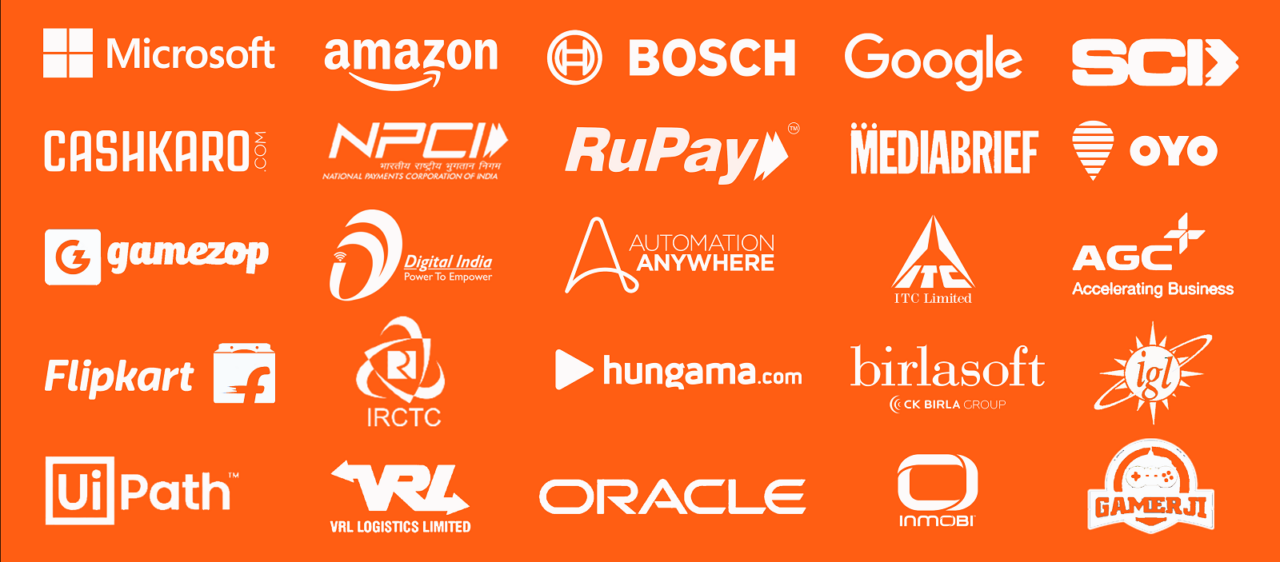 Microsoft
amazon
BOSCH
Google
SCI
CASHKARO.COM
NPCI
भारतीय राष्ट्रीय भुगतान निगम
NATIONAL PAYMENTS CORPORATION OF INDIA
RuPay TM
MEDIABRIEF
OYO
gamezop
Digital India
Power To Empower
AUTOMATION
ANYWHERE
ITC
ITC Limited
AGC
Accelerating Business
Flipkart
f
IRCTC
hungama.com
birlasoft
CK BIRLA GROUP
igl
UiPath™
VRL
VRL LOGISTICS LIMITED
ORACLE
INMOBI
GAMERJI